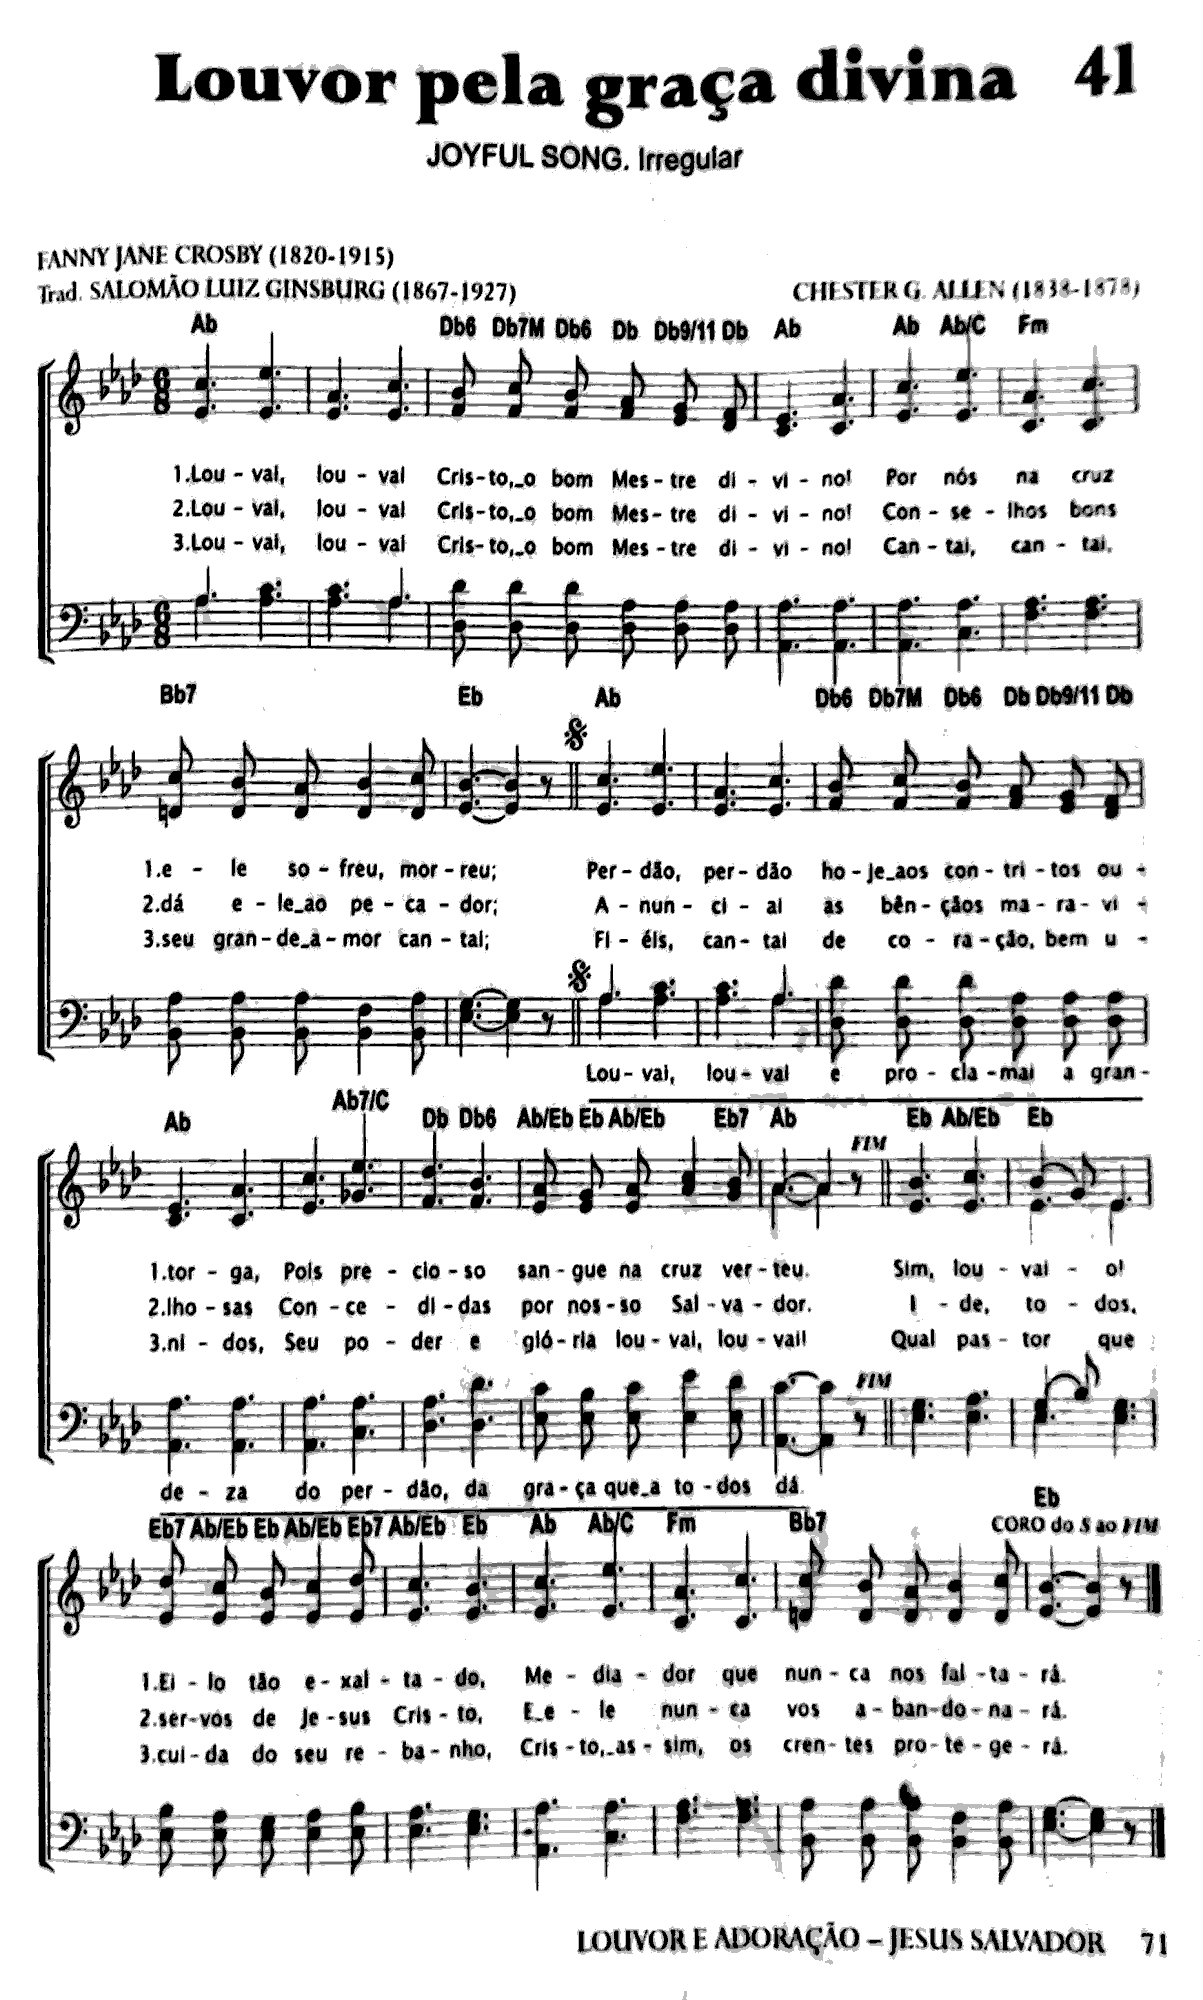 Louvor pela graça divina 41
JOYFUL SONG. Irregular
FANNY JANE CROSBY (1820-1915)
Trad. SALOMÃO LUIZ GINSBURG (1867-1927) CHESTER G. ALLEN (1838-1878)
Ab Db6 Db7M Db6 Db Db9/11 Db Ab Ab Ab/C Fm
1.Lou - vai, lou - vai Cris-to,_o bom Mes-tre di - vi - no! Por nós na cruz
2.Lou - vai, lou - vai Cris-to,_o bom Mes-tre di - vi - no! Con - se - lhos bons
3.Lou - vai, lou - vai Cris-to,_o bom Mes-tre di - vi - no! Can - tai, can - tai,
Bb7 Eb Ab Db6 Db7M Db6 Db Db9/11 Db
1.e - le so - freu, mor - reu; Per - dão, per - dão ho - je_aos con - tri - tos ou -
2.dá e - le_ao pe - ca - dor; A - nun - ci - ai as bên - çãos ma - ra - vi -
3.seu gran - de_a - mor can - tai; Fi - éis, can - tai de co - ra - ção, bem u -
Lou - vai, lou - vai e pro - cla - mai a gran -
Ab Ab7/C Db Db6 Ab/Eb Eb Ab/Eb Eb7 Ab Eb Ab/Eb Eb
FIM
1.tor - ga, Pois pre - cio - so san - gue na cruz ver - teu. Sim, lou - vai - o!
2.lho - sas Con - ce - di - das por nos - so Sal - va - dor. I - de, to - dos,
3.ni - dos, Seu po - der e gló - ria lou - vai, lou - vai! Qual pas - tor que
FIM
de - za do per - dão, da gra - ça que_a to - dos dá.
Eb7 Ab/Eb Eb Ab/Eb Eb7 Ab/Eb Eb Ab Ab/C Fm Bb7 Eb
CORO do S ao FIM
1.Ei - lo tão e - xal - ta - do, Me - dia - dor que nun - ca nos fal - ta - rá.
2.ser - vos de Je - sus Cris - to, E_e - le nun - ca vos a - ban - do - na - rá.
3.cui - da do seu re - ba - nho, Cris - to,_as - sim, os cren - tes pro - te - ge - rá.
LOUVOR E ADORAÇÃO – JESUS SALVADOR 71